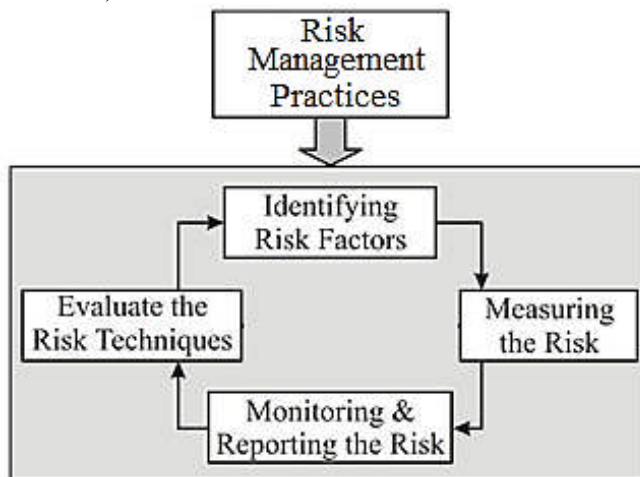 Risk
Management
Practices
Identifying
Risk Factors
Evaluate the
Risk Techniques
Measuring
the Risk
Monitoring &
Reporting the Risk